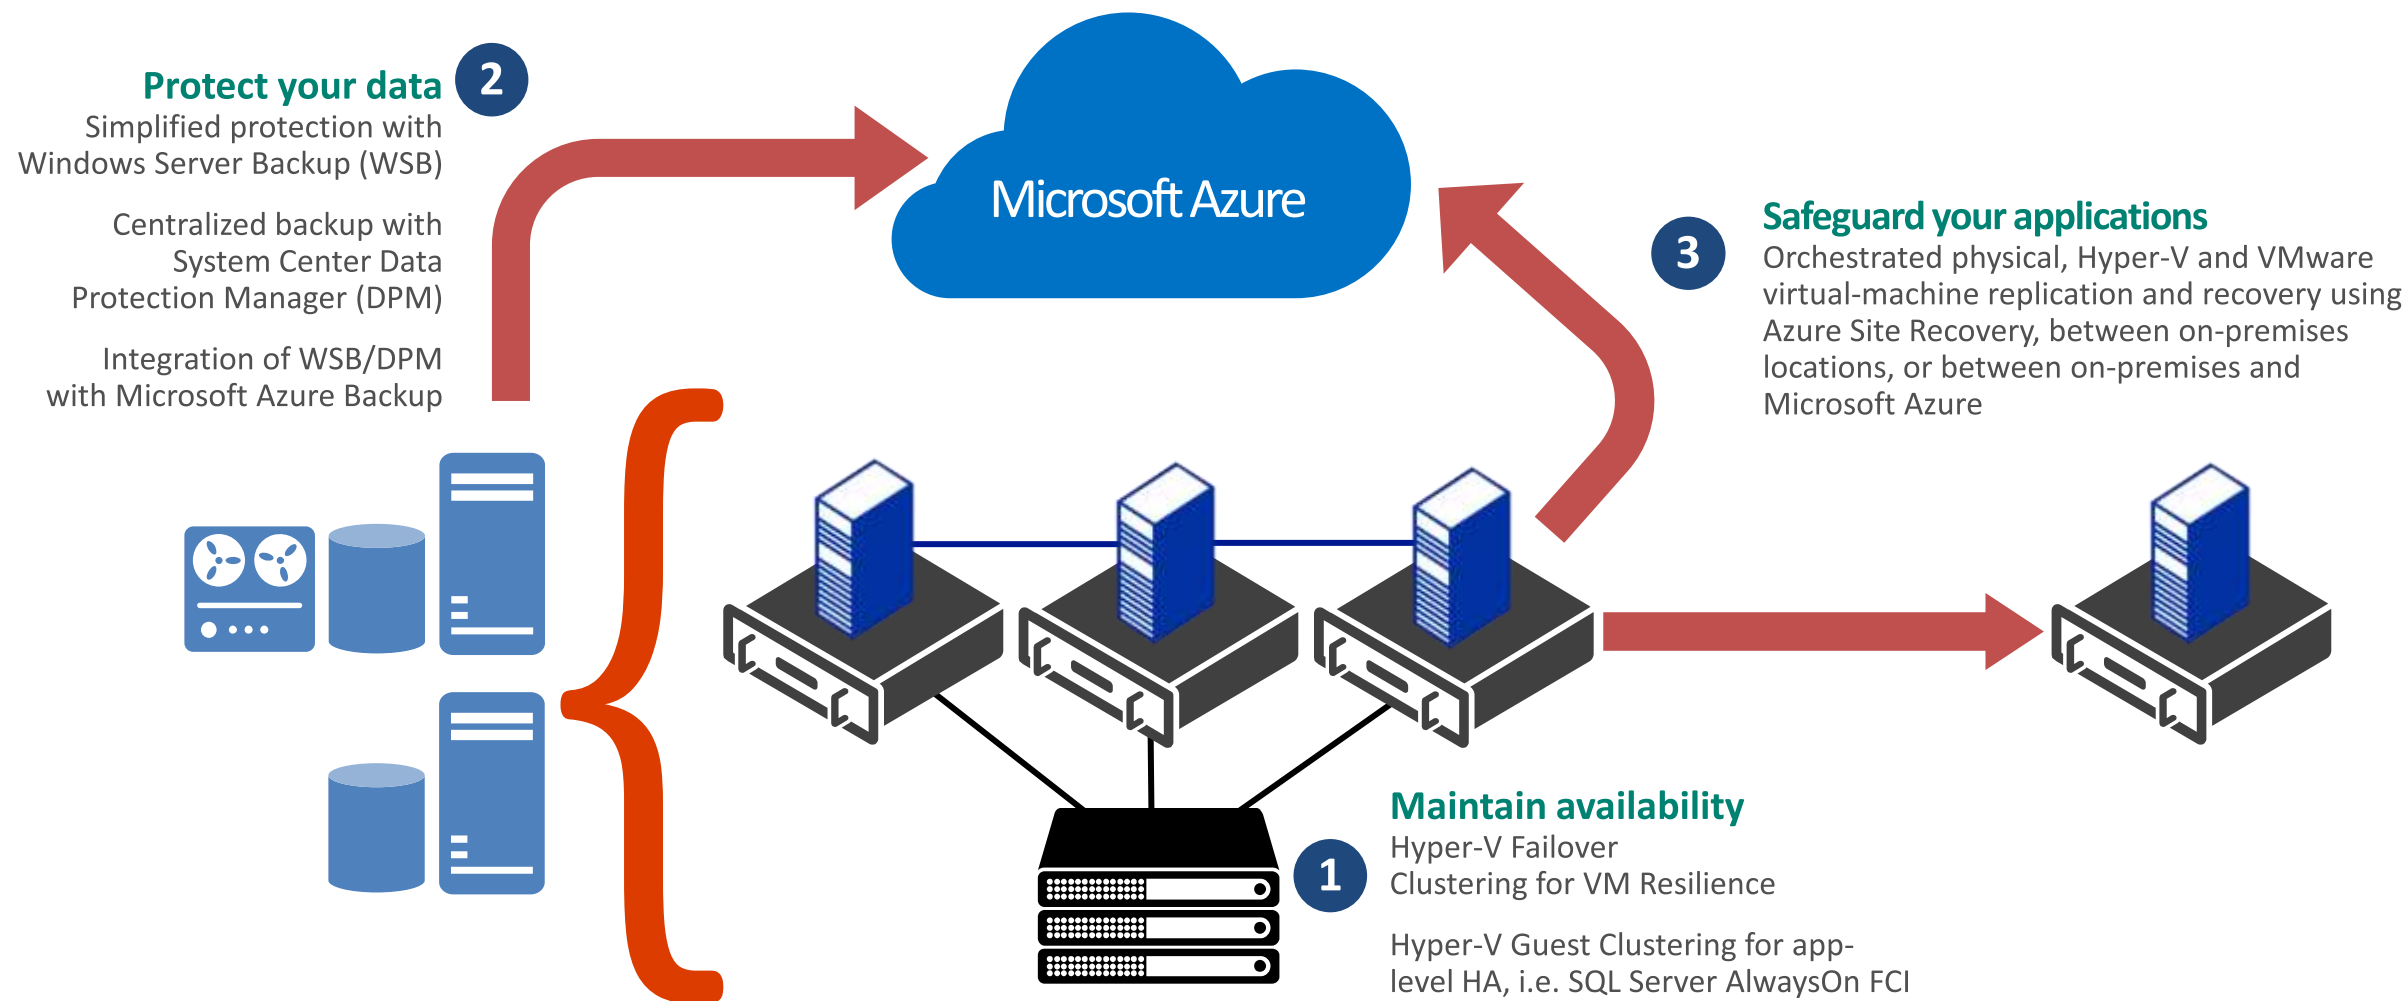 Protect your data
2
Simplified protection with
Windows Server Backup (WSB)
Centralized backup with
System Center Data
Protection Manager (DPM)
Integration of WSB/DPM
with Microsoft Azure Backup
Microsoft Azure
3
Safeguard your applications
Orchestrated physical, Hyper-V and VMware
virtual-machine replication and recovery using
Azure Site Recovery, between on-premises
locations, or between on-premises and
Microsoft Azure
1
Maintain availability
Hyper-V Failover
Clustering for VM Resilience
Hyper-V Guest Clustering for app-
level HA, i.e. SQL Server AlwaysOn FCI